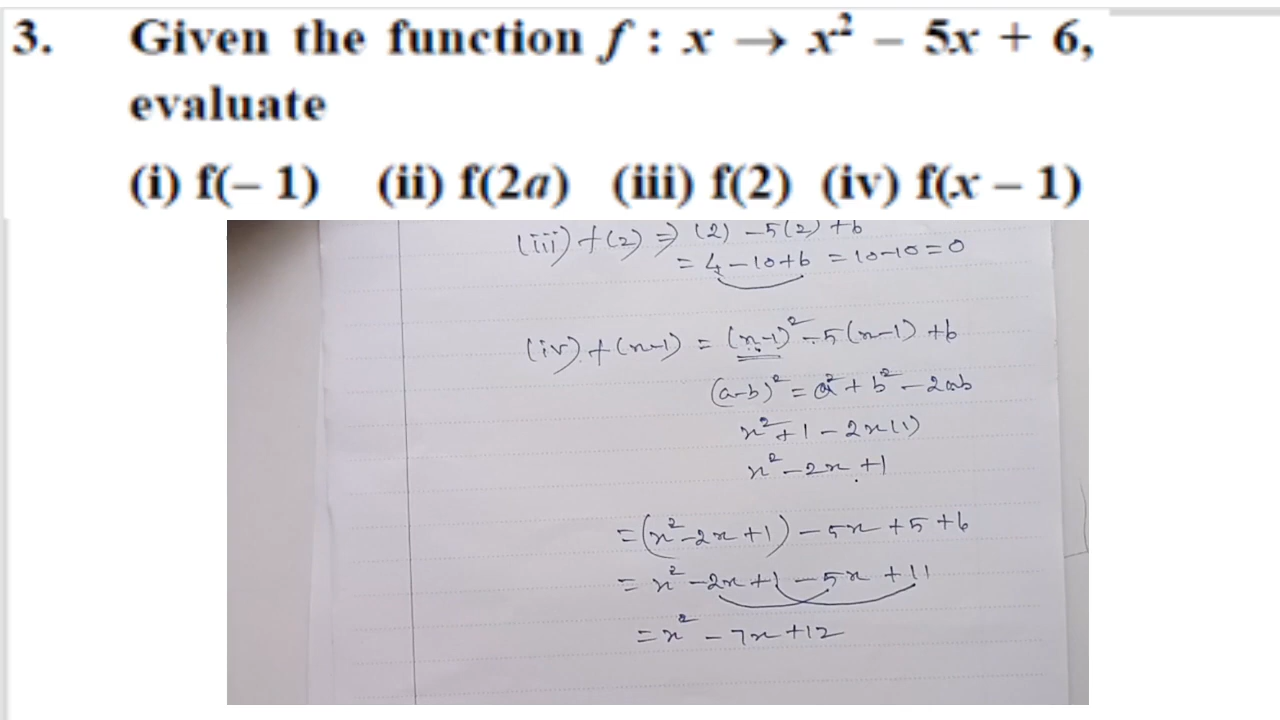 3. Given the function f : x → x² – 5x + 6,
evaluate
(i) f(– 1) (ii) f(2a) (iii) f(2) (iv) f(x – 1)
(iii) f(2) ⇒ (2) – 5(2) + 6
= 4 – 10 + 6 = 10 – 10 = 0
(iv) f(x-1) = (x-1)² – 5(x-1) + 6
(a-b)² = a² + b² – 2ab
x² + 1 – 2x(1)
x² – 2x + 1
= (x² – 2x + 1) – 5x + 5 + 6
= x² – 2x + 1 – 5x + 11
= x² – 7x + 12